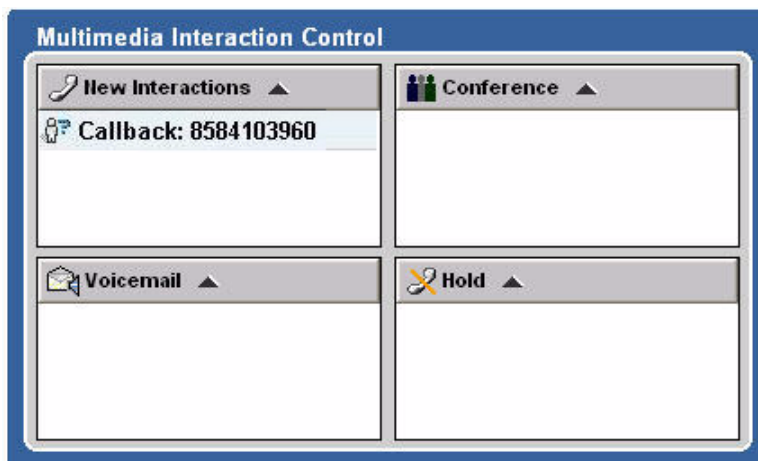 Multimedia Interaction Control
New Interactions
Callback: 8584103960
Conference
Voicemail
Hold